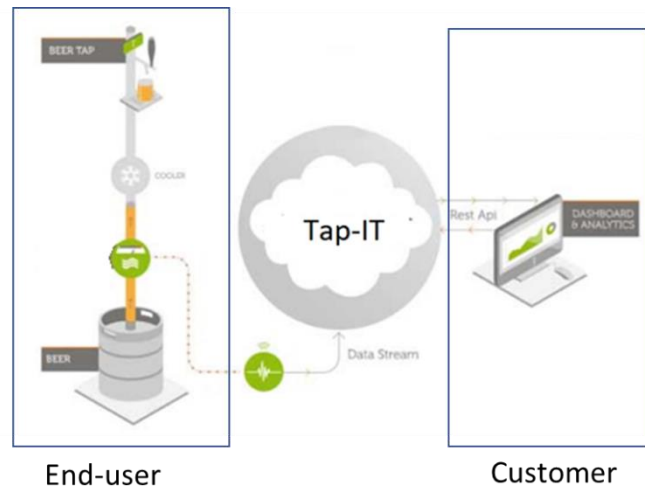 BEER TAP
COOLER
Tap-IT
Rest Api
DASHBOARD
& ANALYTICS
Data Stream
BEER
End-user
Customer